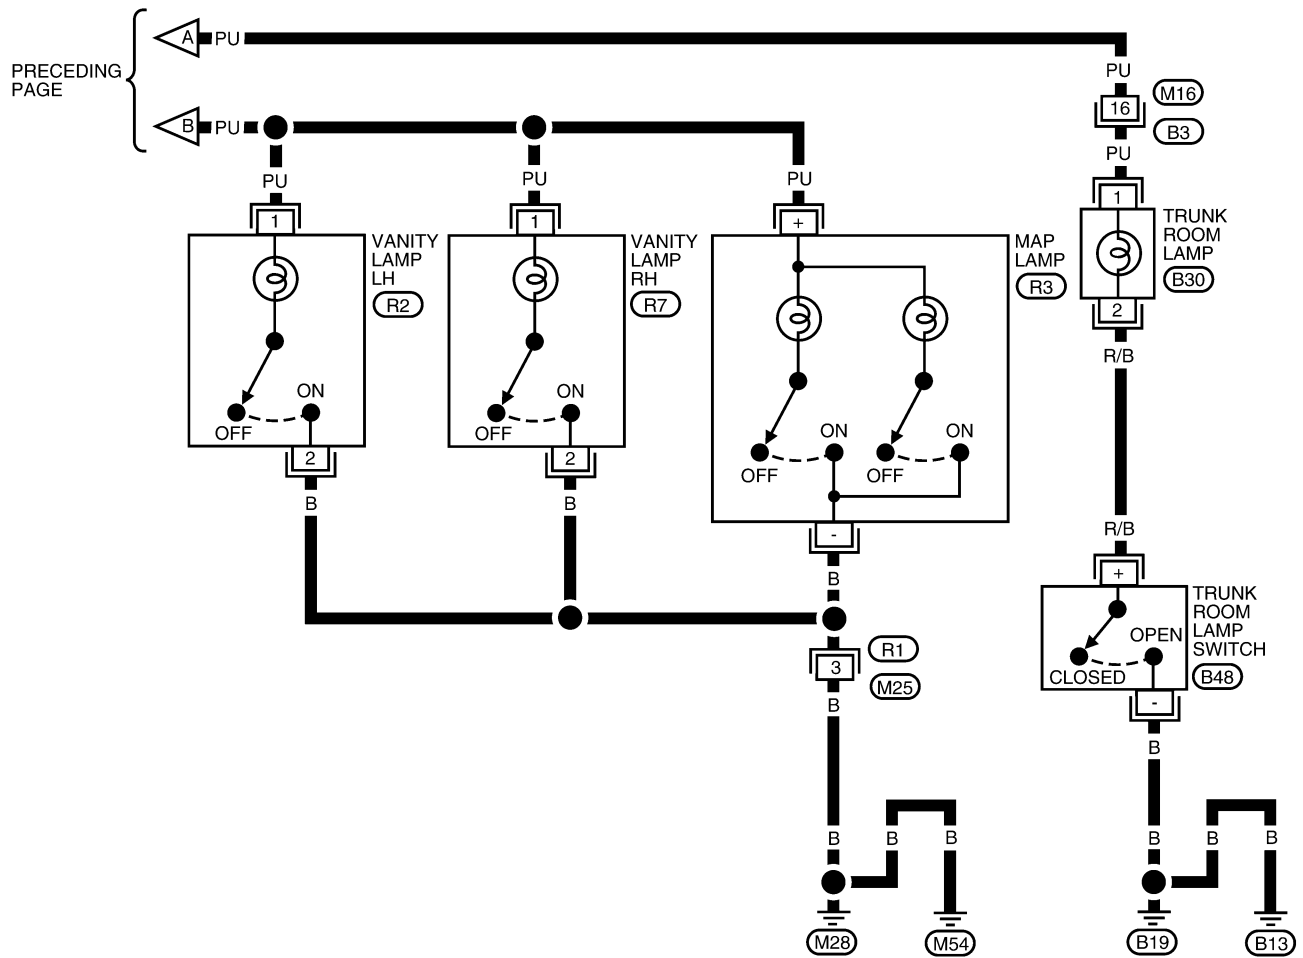 PRECEDING
PAGE
A
PU
B
PU
PU
16
M16
B3
PU
PU
1
VANITY
LAMP
LH
R2
ON
OFF
2
B
PU
1
VANITY
LAMP
RH
R7
ON
OFF
2
B
PU
+
MAP
LAMP
R3
ON
OFF
ON
OFF
-
B
R1
3
M25
B
B
B
B
M28
M54
1
TRUNK
ROOM
LAMP
B30
2
R/B
R/B
+
TRUNK
ROOM
LAMP
SWITCH
B48
OPEN
CLOSED
-
B
B
B
B
B19
B13